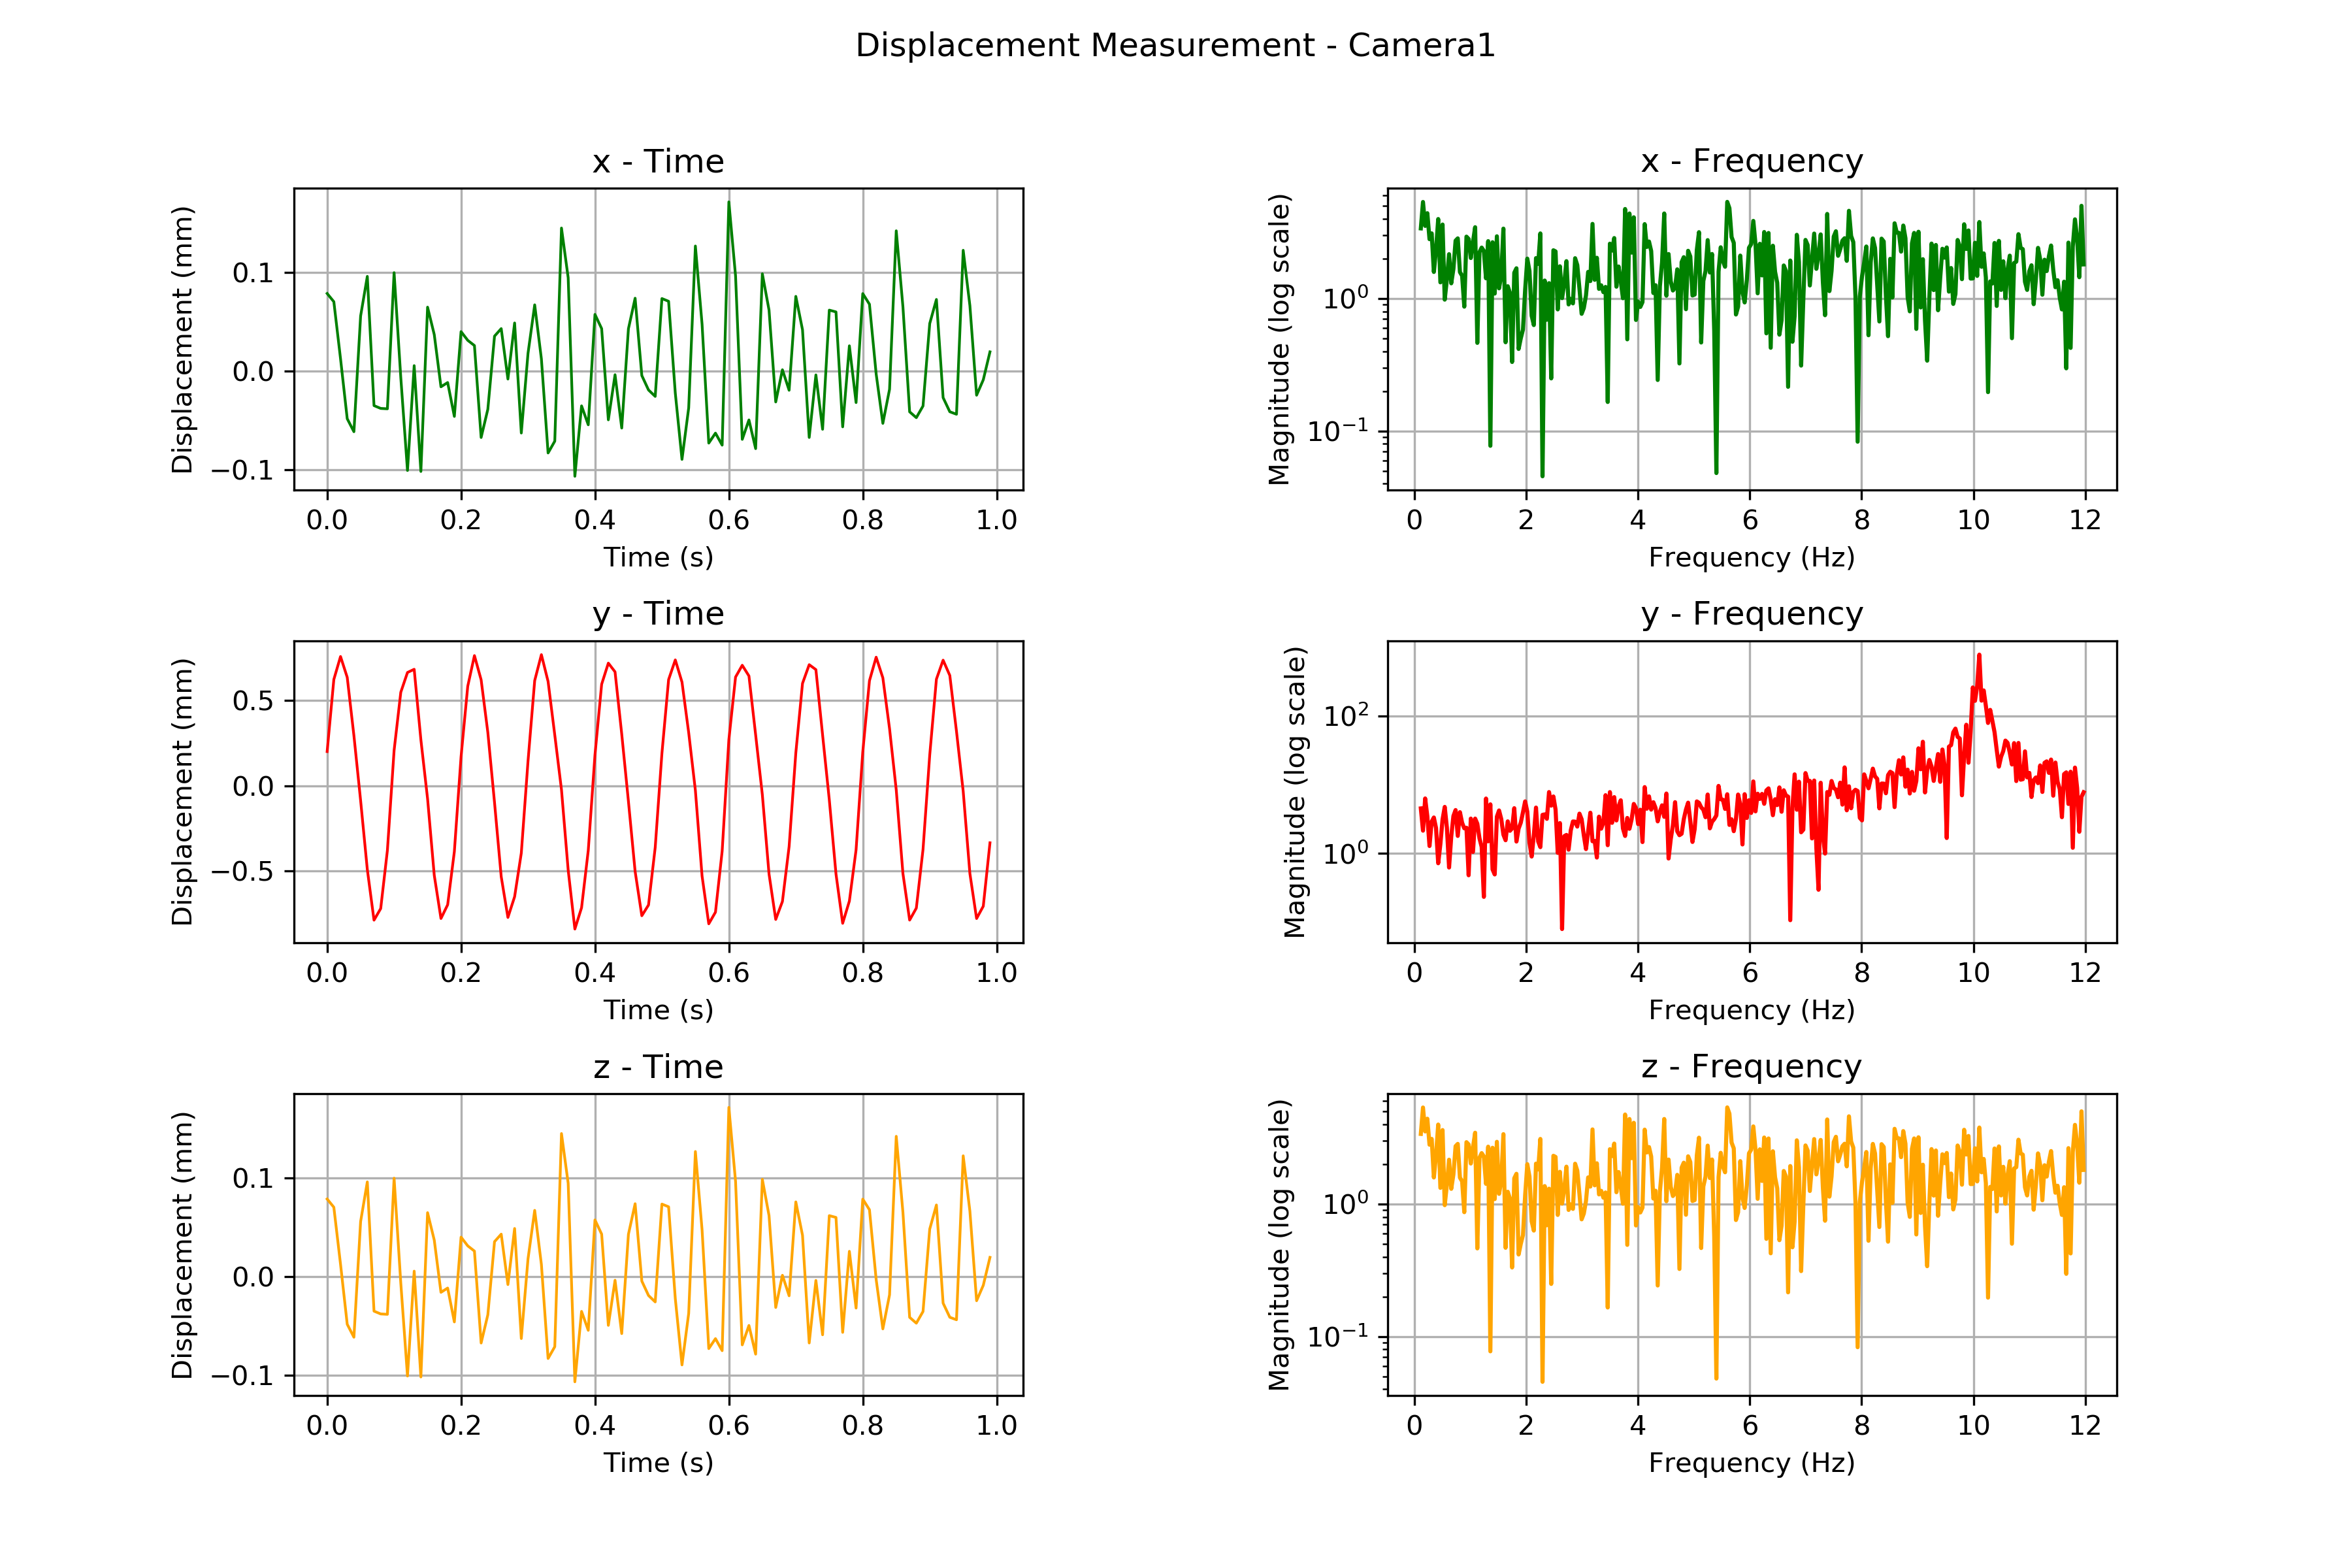 Displacement Measurement - Camera1
x - Time
Displacement (mm)
0.1
0.0
−0.1
0.0 0.2 0.4 0.6 0.8 1.0
Time (s)
x - Frequency
Magnitude (log scale)
10⁰
10⁻¹
0 2 4 6 8 10 12
Frequency (Hz)
y - Time
Displacement (mm)
0.5
0.0
−0.5
0.0 0.2 0.4 0.6 0.8 1.0
Time (s)
y - Frequency
Magnitude (log scale)
10²
10⁰
0 2 4 6 8 10 12
Frequency (Hz)
z - Time
Displacement (mm)
0.1
0.0
−0.1
0.0 0.2 0.4 0.6 0.8 1.0
Time (s)
z - Frequency
Magnitude (log scale)
10⁰
10⁻¹
0 2 4 6 8 10 12
Frequency (Hz)